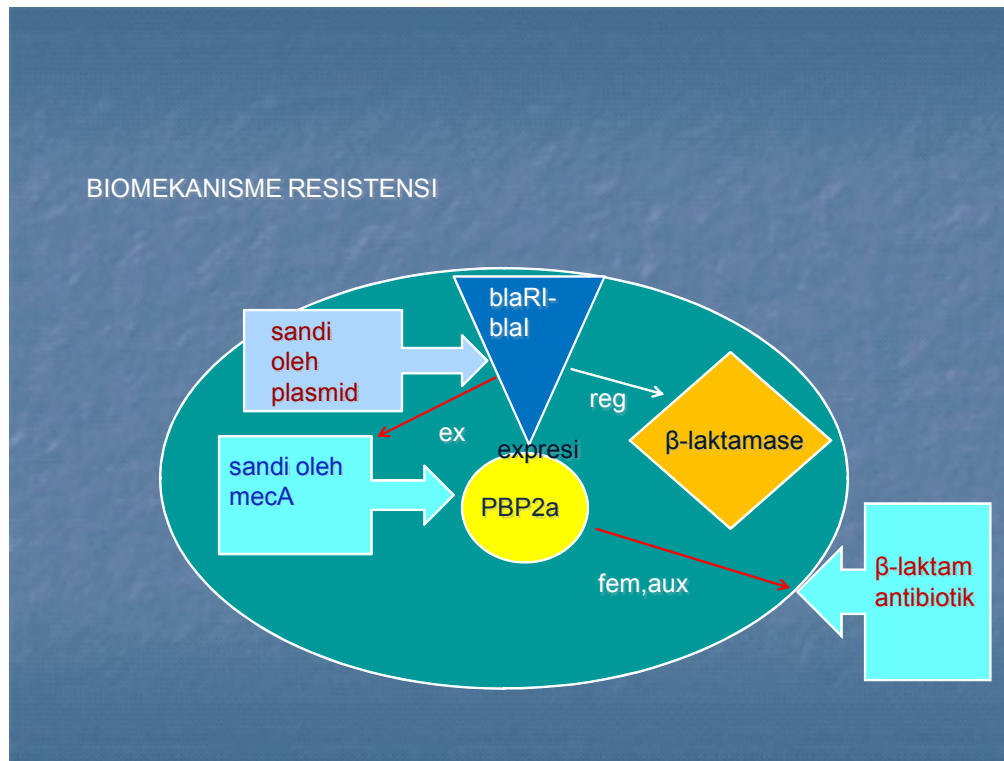 BIOMEKANISME RESISTENSI
blaRI-
blaI
sandi
oleh
plasmid
reg
ex
β-laktamase
expresi
sandi oleh
mecA
PBP2a
fem,aux
β-laktam
antibiotik